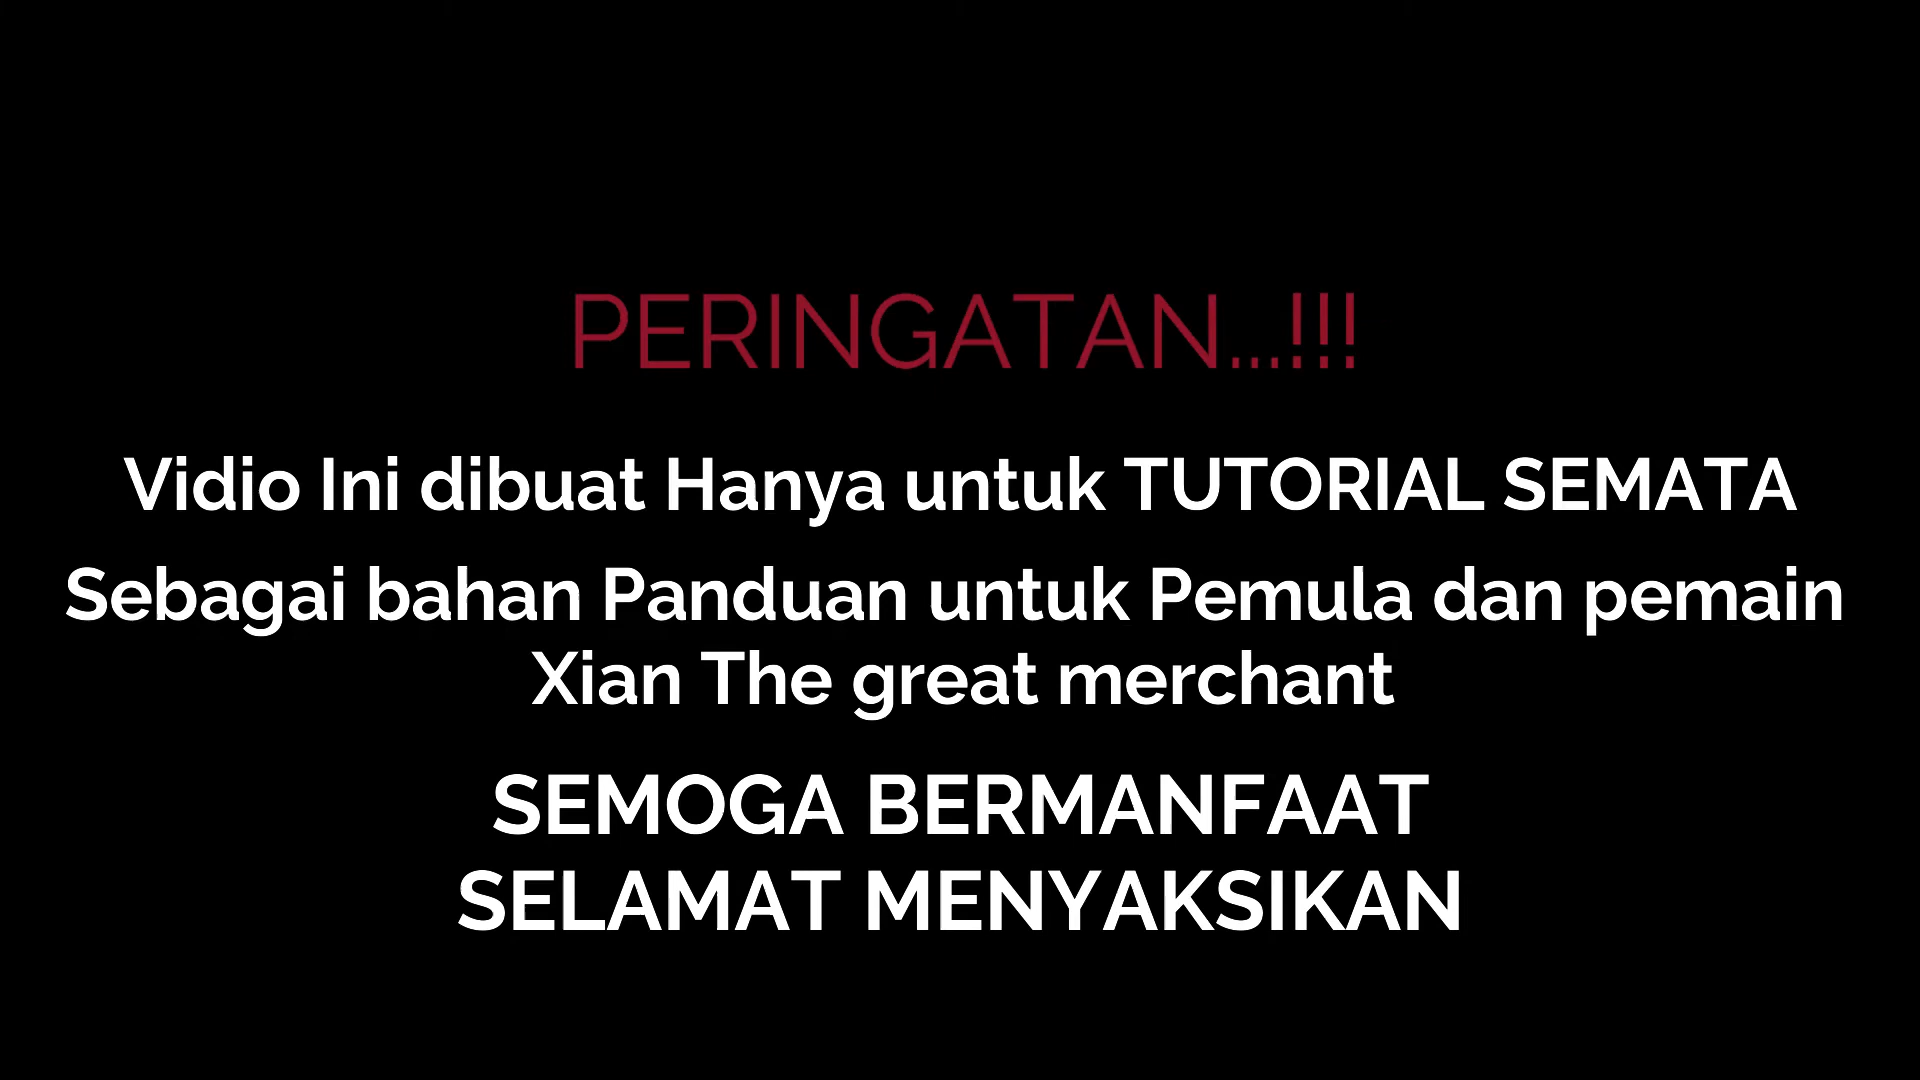 PERINGATAN...!!!
Vidio Ini dibuat Hanya untuk TUTORIAL SEMATA
Sebagai bahan Panduan untuk Pemula dan pemain
Xian The great merchant
SEMOGA BERMANFAAT
SELAMAT MENYAKSIKAN